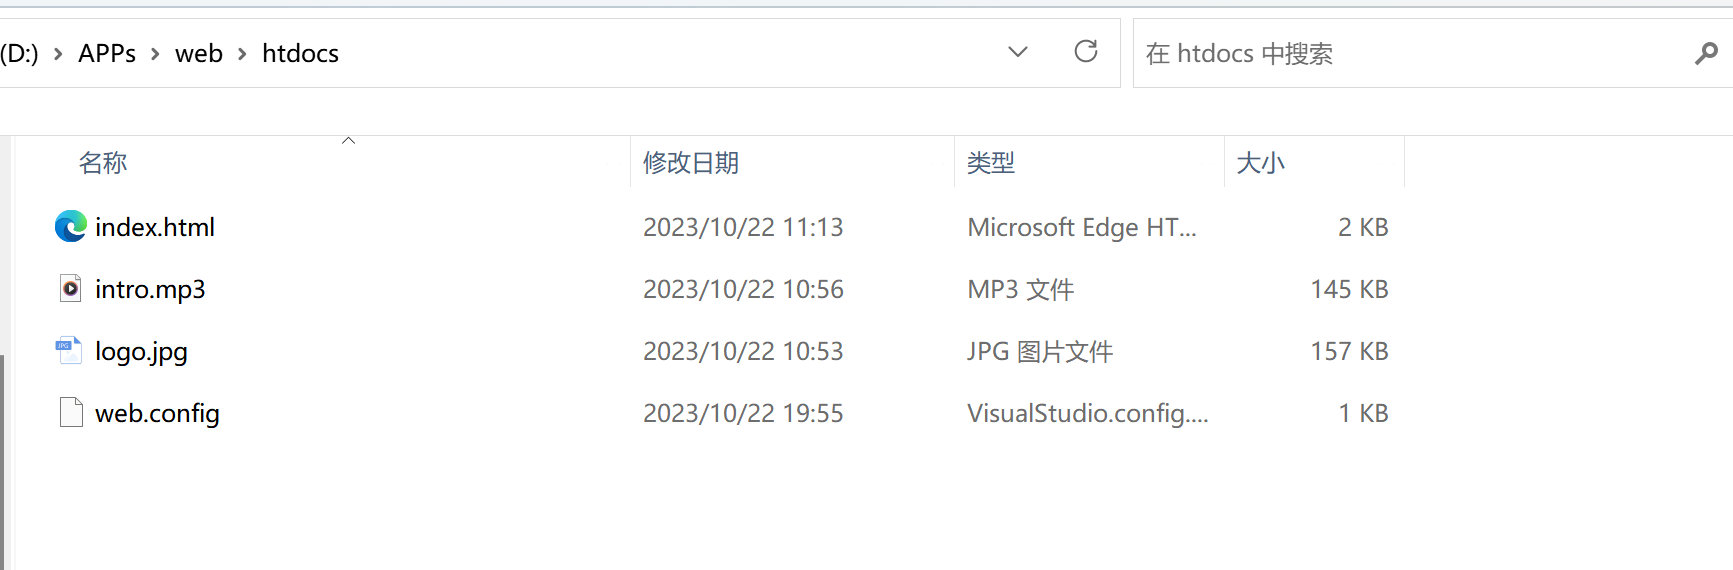 (D:) > APPs > web > htdocs 在 htdocs 中搜索
名称 修改日期 类型 大小
index.html 2023/10/22 11:13 Microsoft Edge HT... 2 KB
intro.mp3 2023/10/22 10:56 MP3 文件 145 KB
JPG logo.jpg 2023/10/22 10:53 JPG 图片文件 157 KB
web.config 2023/10/22 19:55 VisualStudio.config.... 1 KB